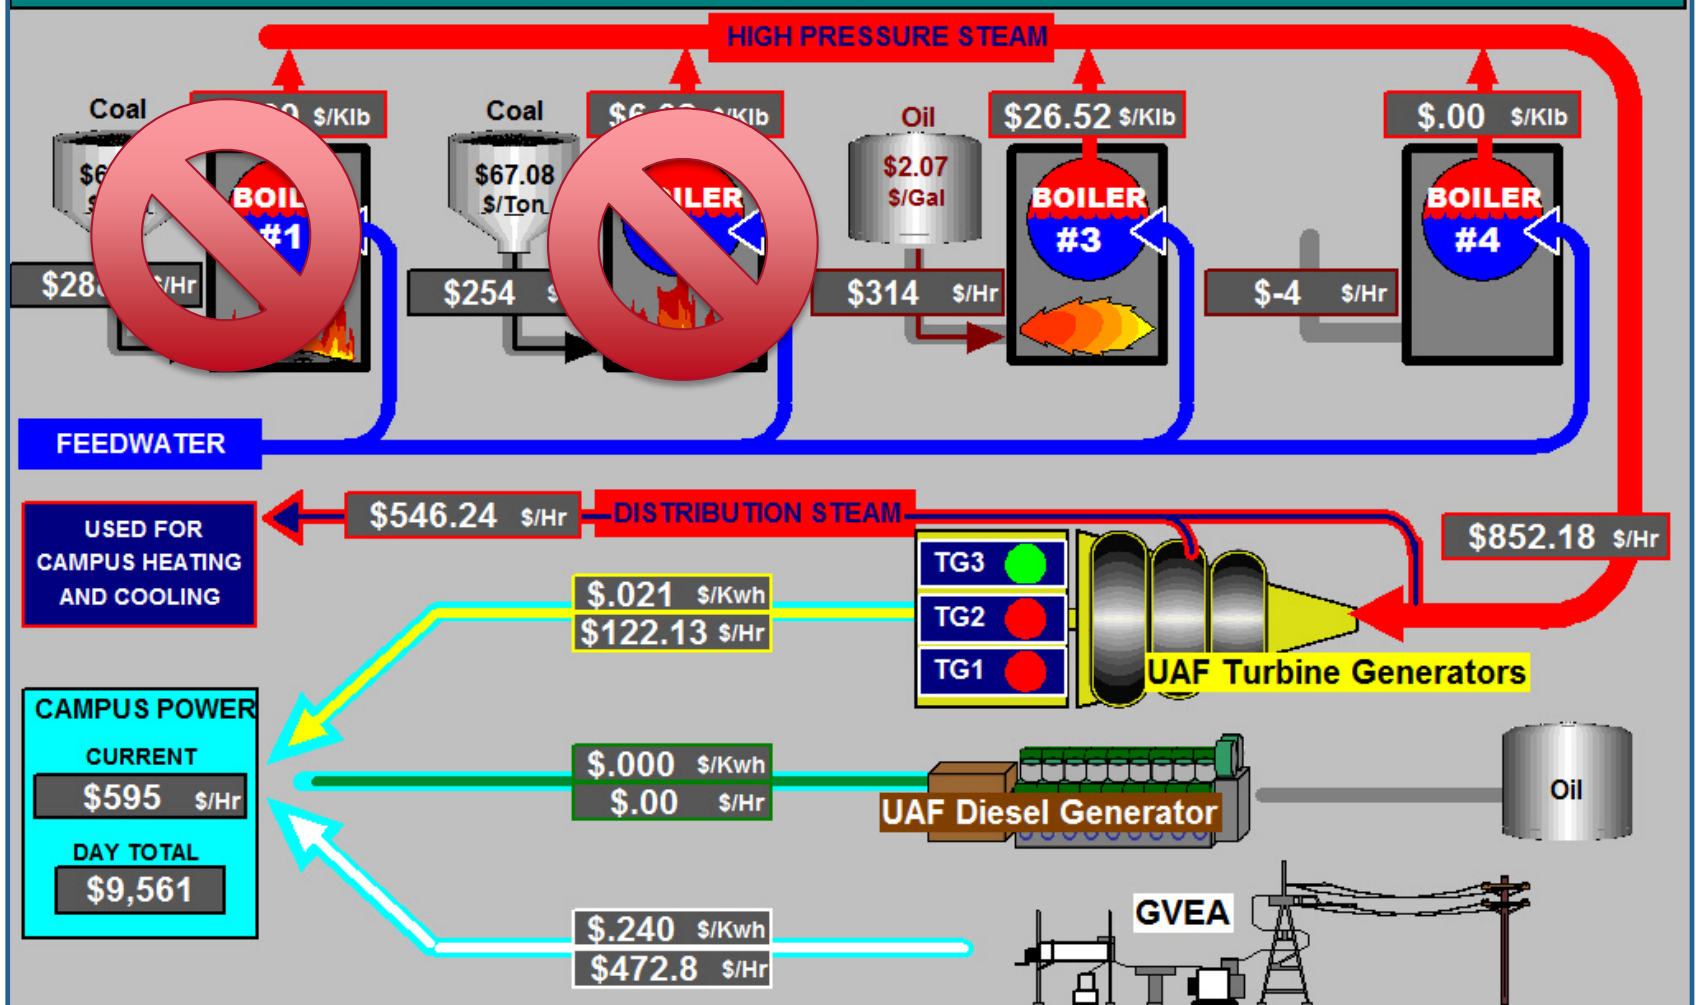 HIGH PRESSURE STEAM
Coal
$/Klb
Coal
$/Klb
Oil
$26.52 $/Klb
$.00 $/Klb
$67.08
$/Ton
$2.07
$/Gal
#1
BOILER
#3
BOILER
#4
$/Hr
$254
$314 $/Hr
$-4 $/Hr
FEEDWATER
USED FOR
CAMPUS HEATING
AND COOLING
$546.24 $/Hr
DISTRIBUTION STEAM
$852.18 $/Hr
TG3
TG2
TG1
$.021 $/Kwh
$122.13 $/Hr
UAF Turbine Generators
CAMPUS POWER
CURRENT
$595 $/Hr
DAY TOTAL
$9,561
$.000 $/Kwh
$.00 $/Hr
UAF Diesel Generator
Oil
GVEA
$.240 $/Kwh
$472.8 $/Hr